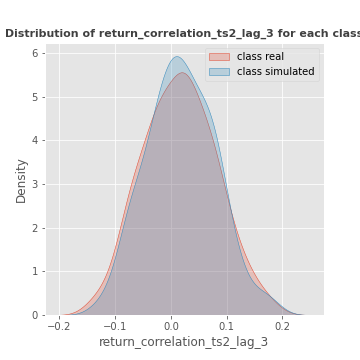 Distribution of return_correlation_ts2_lag_3 for each class
class real
class simulated
6
5
4
3
2
1
0
Density
−0.2 −0.1 0.0 0.1 0.2
return_correlation_ts2_lag_3